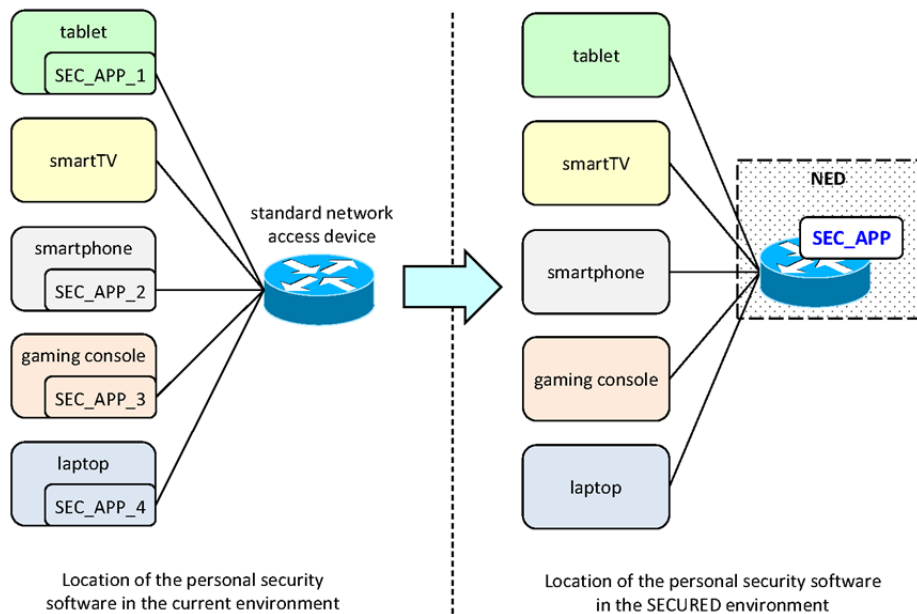 tablet
SEC_APP_1
smartTV
smartphone
SEC_APP_2
gaming console
SEC_APP_3
laptop
SEC_APP_4
standard network
access device
Location of the personal security
software in the current environment
tablet
smartTV
smartphone
gaming console
laptop
NED
SEC_APP
Location of the personal security software
in the SECURED environment